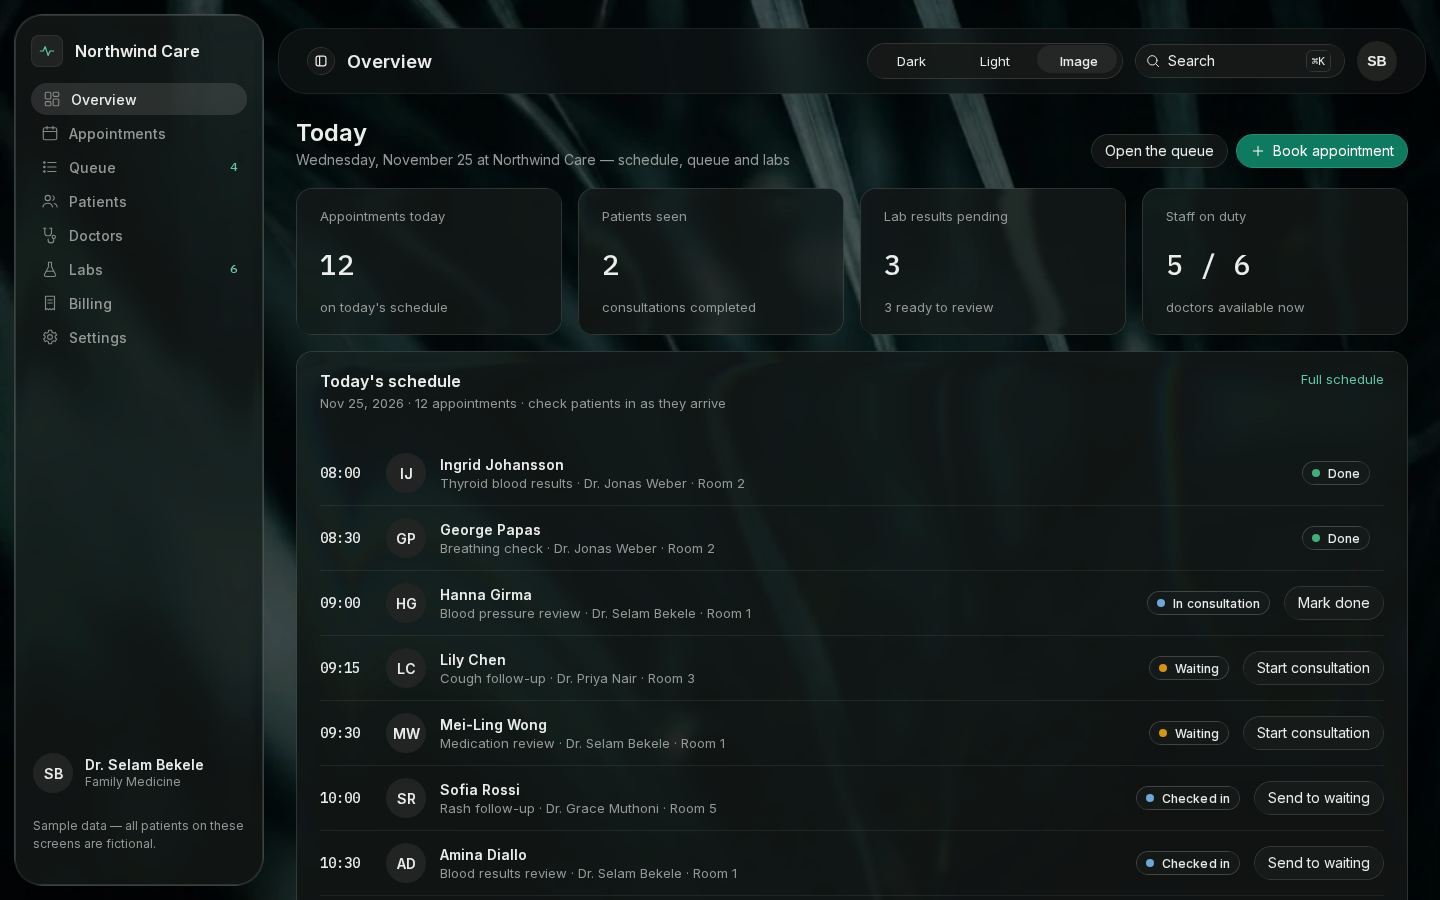 Northwind Care
Overview
Appointments
Queue 4
Patients
Doctors
Labs 6
Billing
Settings
SB
Dr. Selam Bekele
Family Medicine
Sample data — all patients on these
screens are fictional.
Overview
Dark Light Image
Search ⌘K
SB
Today
Wednesday, November 25 at Northwind Care — schedule, queue and labs
Open the queue
Book appointment
Appointments today
12
on today's schedule
Patients seen
2
consultations completed
Lab results pending
3
3 ready to review
Staff on duty
5 / 6
doctors available now
Today's schedule
Full schedule
Nov 25, 2026 · 12 appointments · check patients in as they arrive
08:00 IJ Ingrid Johansson
Thyroid blood results · Dr. Jonas Weber · Room 2
Done
08:30 GP George Papas
Breathing check · Dr. Jonas Weber · Room 2
Done
09:00 HG Hanna Girma
Blood pressure review · Dr. Selam Bekele · Room 1
In consultation Mark done
09:15 LC Lily Chen
Cough follow-up · Dr. Priya Nair · Room 3
Waiting Start consultation
09:30 MW Mei-Ling Wong
Medication review · Dr. Selam Bekele · Room 1
Waiting Start consultation
10:00 SR Sofia Rossi
Rash follow-up · Dr. Grace Muthoni · Room 5
Checked in Send to waiting
10:30 AD Amina Diallo
Blood results review · Dr. Selam Bekele · Room 1
Checked in Send to waiting